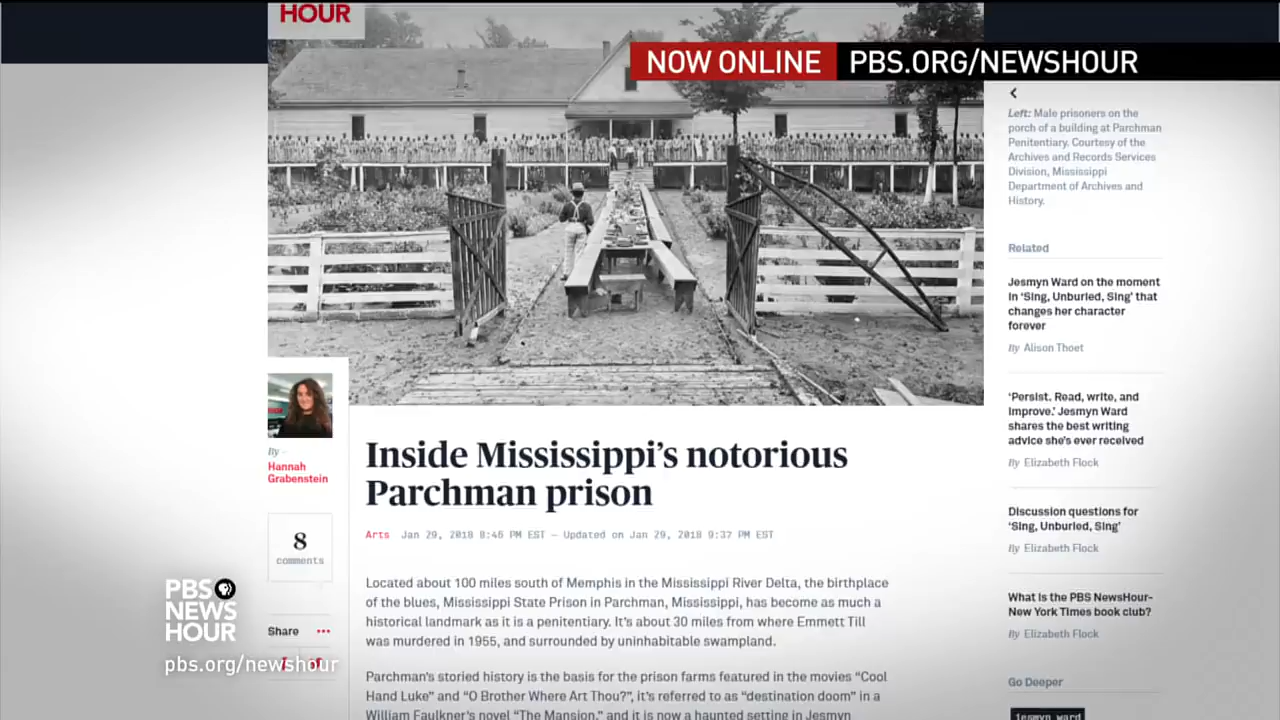 HOUR
NOW ONLINE PBS.ORG/NEWSHOUR
Left: Male prisoners on the
porch of a building at Parchman
Penitentiary. Courtesy of the
Archives and Records Services
Division, Mississippi
Department of Archives and
History.
Related
Jesmyn Ward on the moment
in ‘Sing, Unburied, Sing’ that
changes her character
forever
By Alison Thoet
‘Persist. Read, write, and
improve.’ Jesmyn Ward
shares the best writing
advice she’s ever received
By Elizabeth Flock
Discussion questions for
‘Sing, Unburied, Sing’
By Elizabeth Flock
What is the PBS NewsHour-
New York Times book club?
By Elizabeth Flock
Go Deeper
jesmyn ward
By —
Hannah
Grabenstein
8
comments
Share
Inside Mississippi’s notorious
Parchman prison
Arts Jan 29, 2018 8:46 PM EST — Updated on Jan 29, 2018 9:37 PM EST
Located about 100 miles south of Memphis in the Mississippi River Delta, the birthplace
of the blues, Mississippi State Prison in Parchman, Mississippi, has become as much a
historical landmark as it is a penitentiary. It’s about 30 miles from where Emmett Till
was murdered in 1955, and surrounded by uninhabitable swampland.
Parchman’s storied history is the basis for the prison farms featured in the movies “Cool
Hand Luke” and “O Brother Where Art Thou?”, it’s referred to as “destination doom” in a
William Faulkner’s novel “The Mansion,” and it is now a haunted setting in Jesmyn
PBS
NEWS
HOUR
pbs.org/newshour